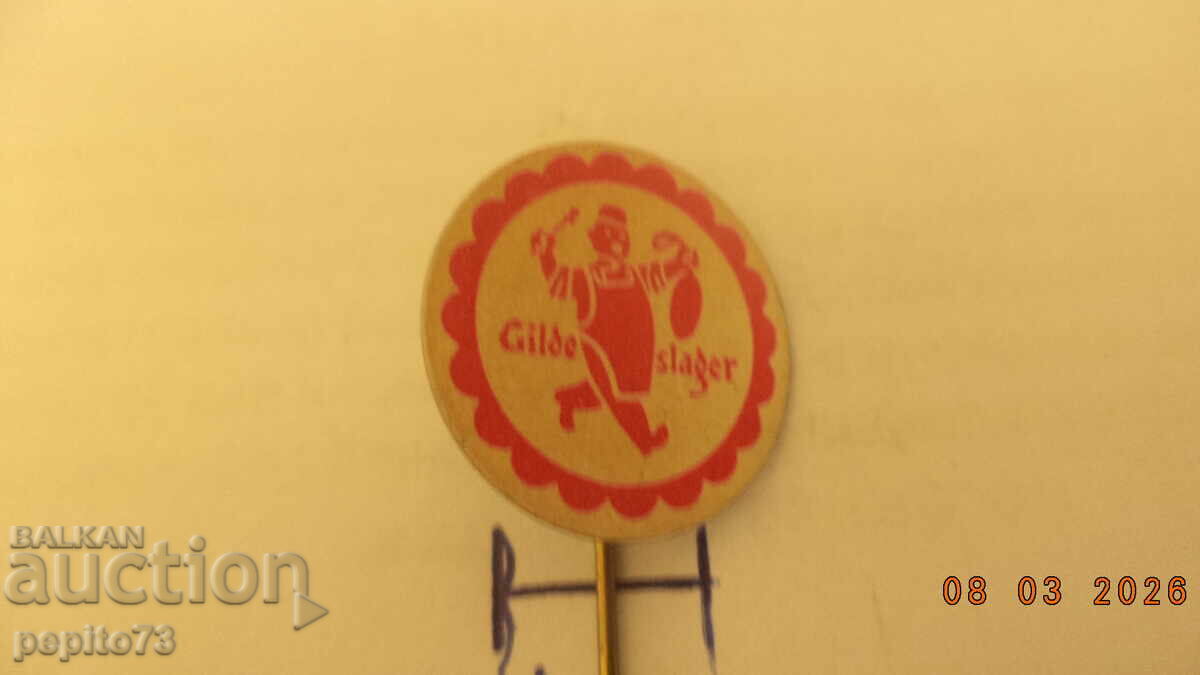 Gilde slager
BALKAN
auction
pepito73
08 03 2026